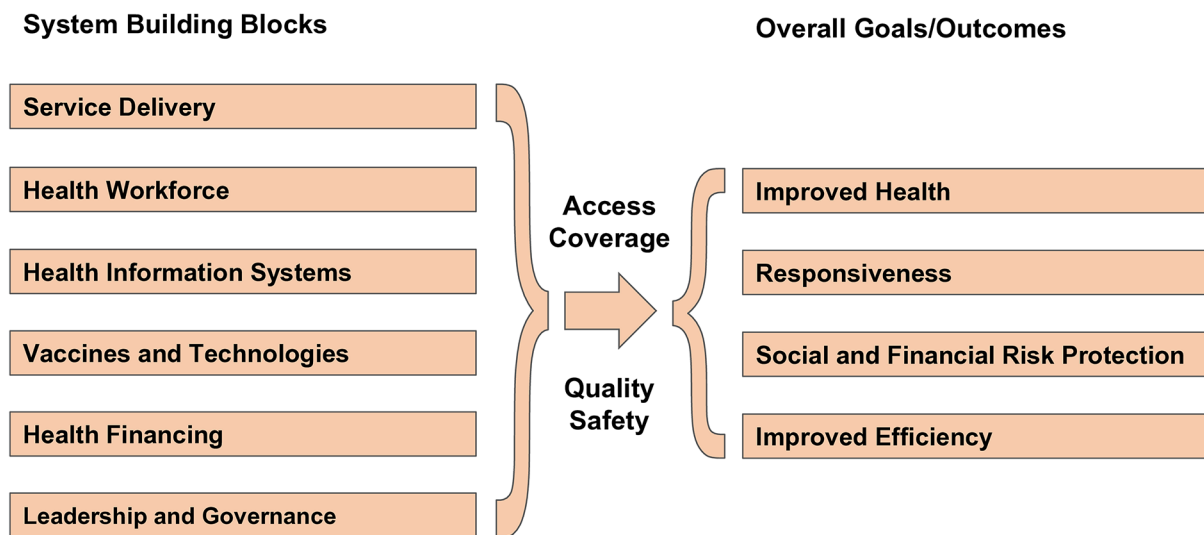 System Building Blocks
Overall Goals/Outcomes
Service Delivery
Health Workforce
Health Information Systems
Vaccines and Technologies
Health Financing
Leadership and Governance
Access
Coverage
Quality
Safety
Improved Health
Responsiveness
Social and Financial Risk Protection
Improved Efficiency